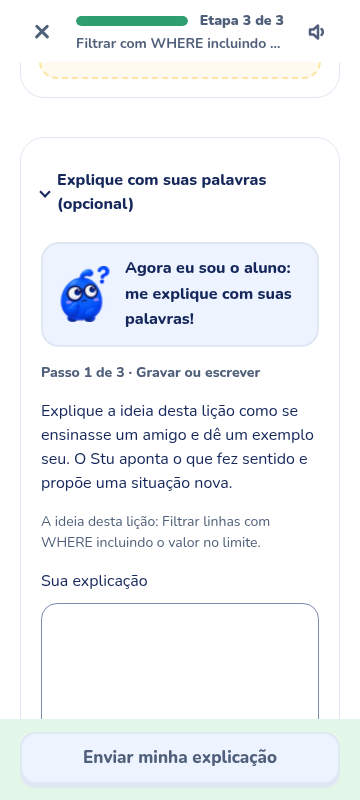 Etapa 3 de 3
Filtrar com WHERE incluindo ...
Explique com suas palavras
(opcional)
?
Agora eu sou o aluno:
me explique com suas
palavras!
Passo 1 de 3 · Gravar ou escrever
Explique a ideia desta lição como se
ensinasse um amigo e dê um exemplo
seu. O Stu aponta o que fez sentido e
propõe uma situação nova.
A ideia desta lição: Filtrar linhas com
WHERE incluindo o valor no limite.
Sua explicação
Enviar minha explicação